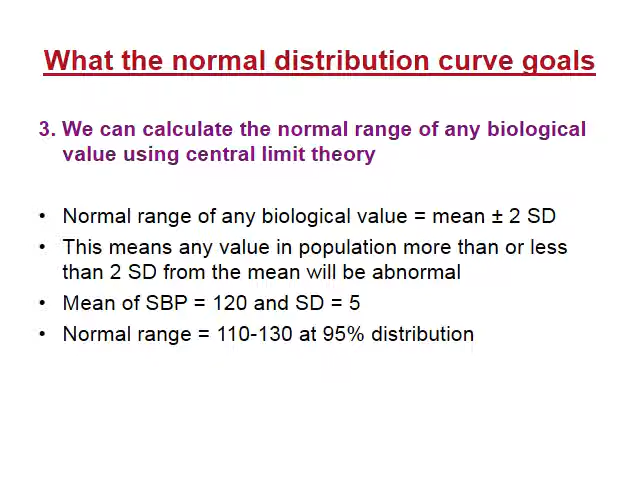 What the normal distribution curve goals
3. We can calculate the normal range of any biological
value using central limit theory
• Normal range of any biological value = mean ± 2 SD
• This means any value in population more than or less
than 2 SD from the mean will be abnormal
• Mean of SBP = 120 and SD = 5
• Normal range = 110-130 at 95% distribution